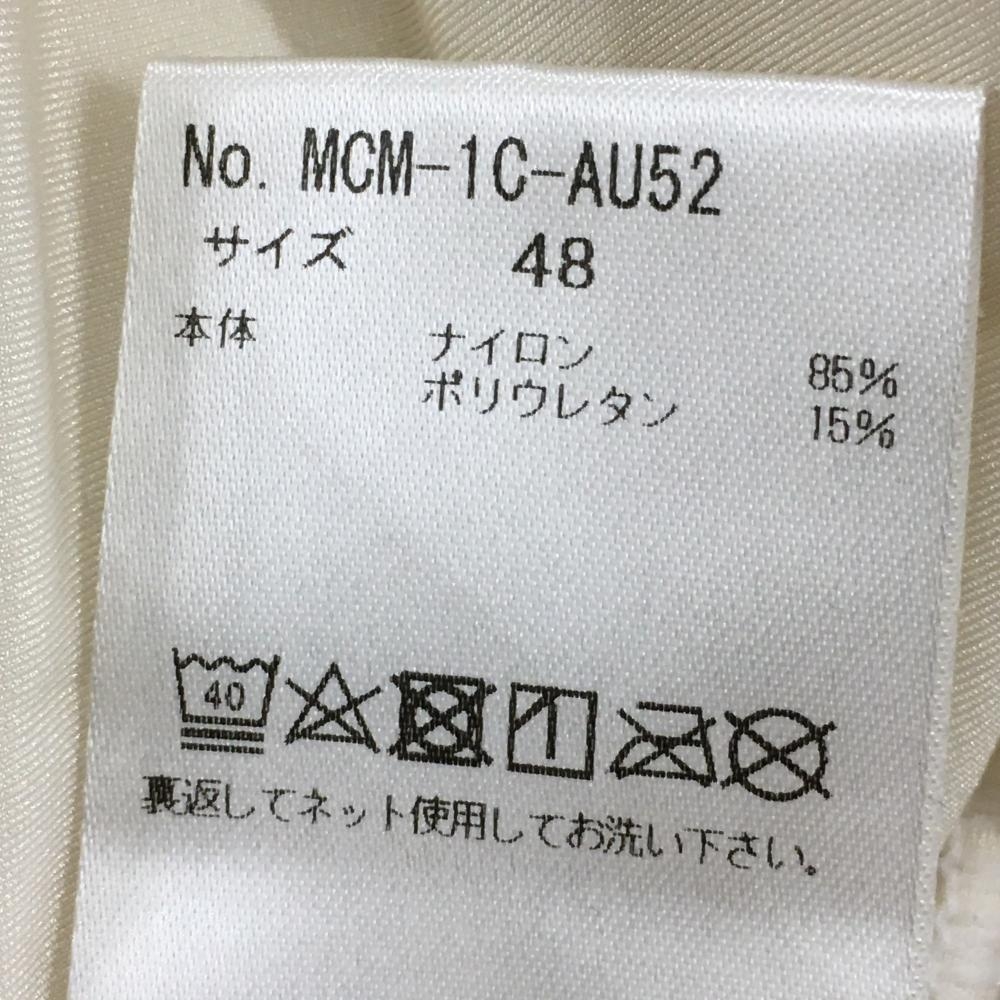 No. MCM-1C-AU52
サイズ 48
本体 ナイロン 85%
ポリウレタン 15%
40
裏返してネット使用してお洗い下さい。